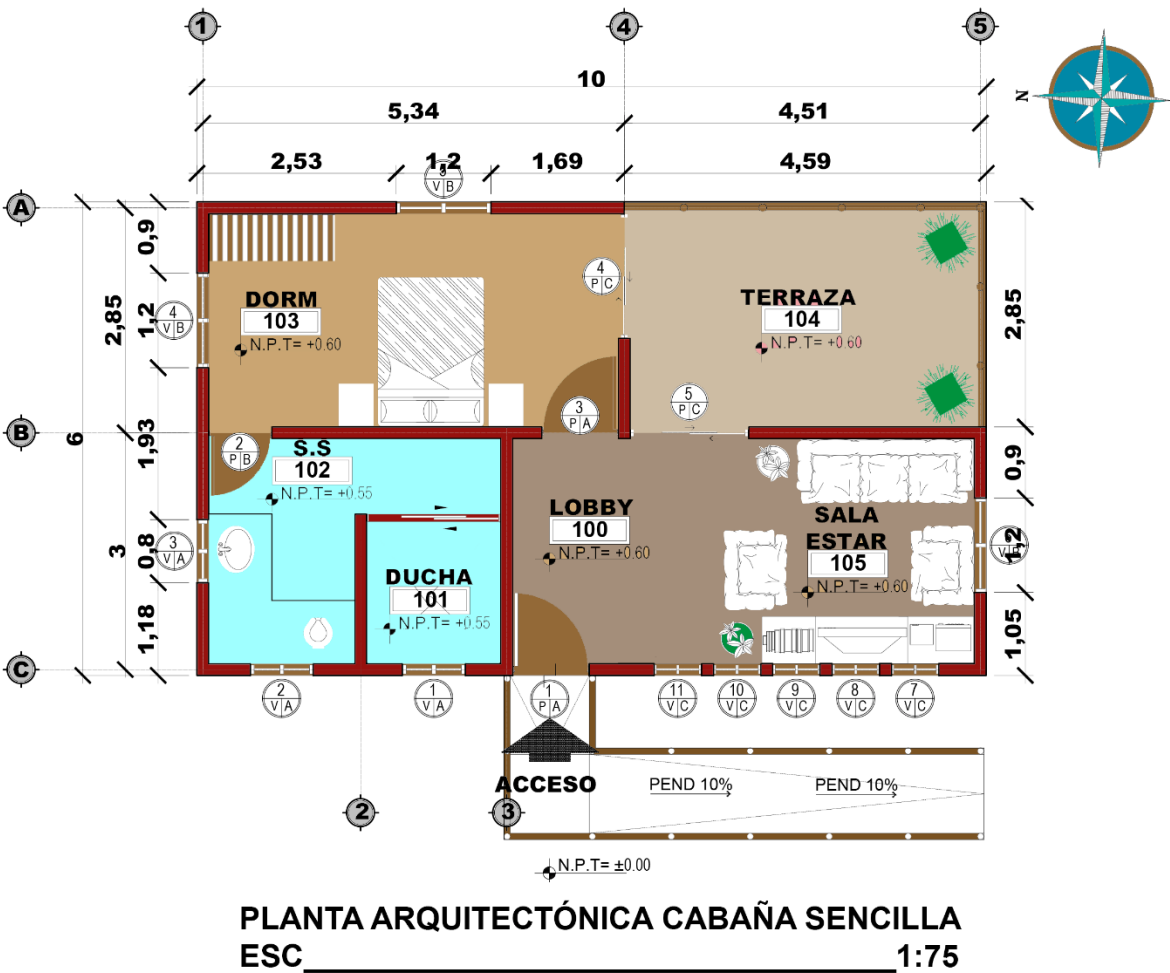 1
4
5
10
5,34
4,51
2,53
1,2
1,69
4,59
N
V B
A
0,9
4
P C
DORM
103
N.P.T= +0.60
TERRAZA
104
N.P.T= +0.60
2,85
1,2
4
V B
2,85
3
P A
5
P C
B
6
1,93
2
P B
S.S
102
N.P.T= +0.55
0,9
LOBBY
100
N.P.T= +0.60
SALA
ESTAR
105
N.P.T= +0.60
3
0,8
3
V A
1,2
DUCHA
101
N.P.T= +0.55
1,18
1,05
C
2
V A
1
V A
1
P A
11
V C
10
V C
9
V C
8
V C
7
V C
ACCESO
PEND 10%
PEND 10%
2
3
N.P.T= ±0.00
PLANTA ARQUITECTÓNICA CABAÑA SENCILLA
ESC 1:75